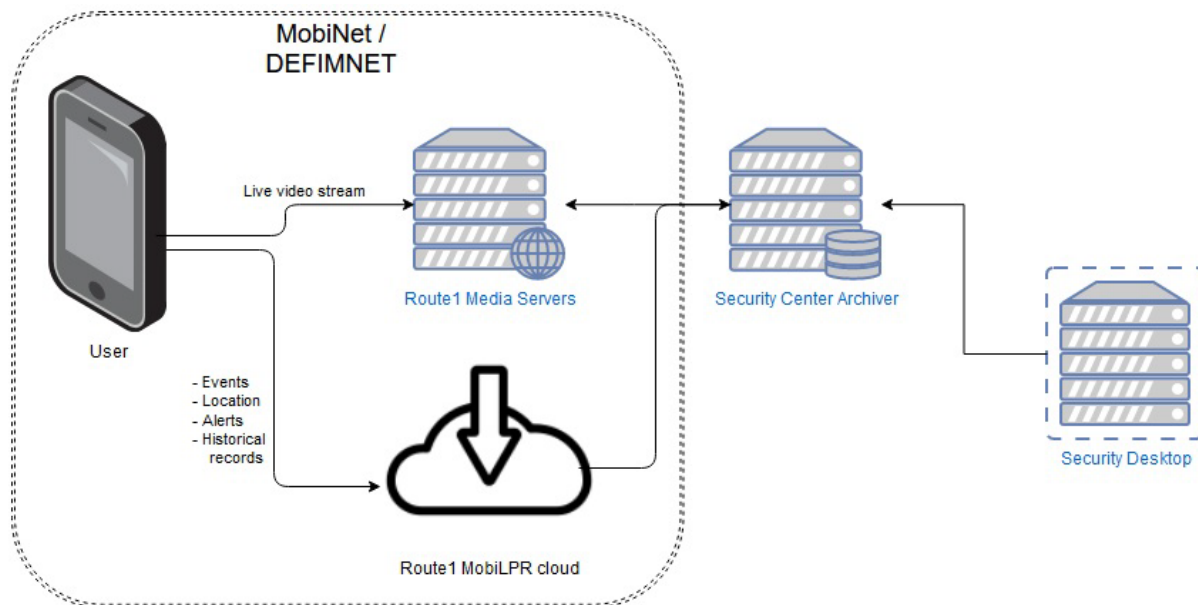 MobiNet /
DEFIMNET
Live video stream
Route1 Media Servers
Security Center Archiver
User
- Events
- Location
- Alerts
- Historical
records
Security Desktop
Route1 MobiLPR cloud